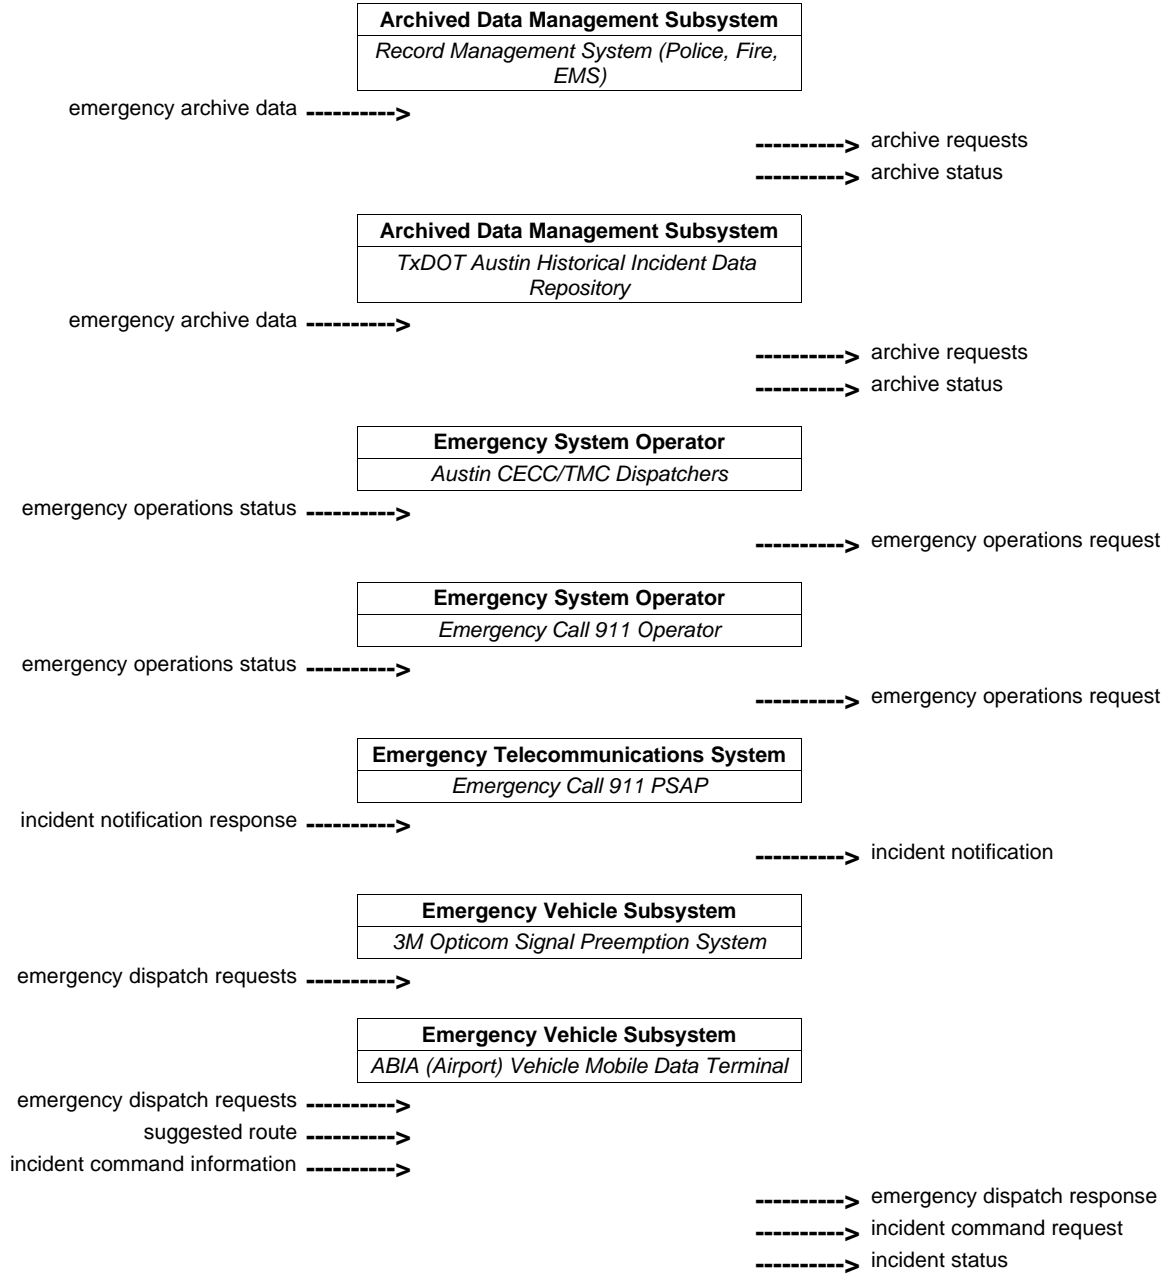 Archived Data Management Subsystem
Record Management System (Police, Fire,
EMS)
emergency archive data ---------->
----------> archive requests
----------> archive status
Archived Data Management Subsystem
TxDOT Austin Historical Incident Data
Repository
emergency archive data ---------->
----------> archive requests
----------> archive status
Emergency System Operator
Austin CECC/TMC Dispatchers
emergency operations status ---------->
----------> emergency operations request
Emergency System Operator
Emergency Call 911 Operator
emergency operations status ---------->
----------> emergency operations request
Emergency Telecommunications System
Emergency Call 911 PSAP
incident notification response ---------->
----------> incident notification
Emergency Vehicle Subsystem
3M Opticom Signal Preemption System
emergency dispatch requests ---------->
Emergency Vehicle Subsystem
ABIA (Airport) Vehicle Mobile Data Terminal
emergency dispatch requests ---------->
suggested route ---------->
incident command information ---------->
----------> emergency dispatch response
----------> incident command request
----------> incident status